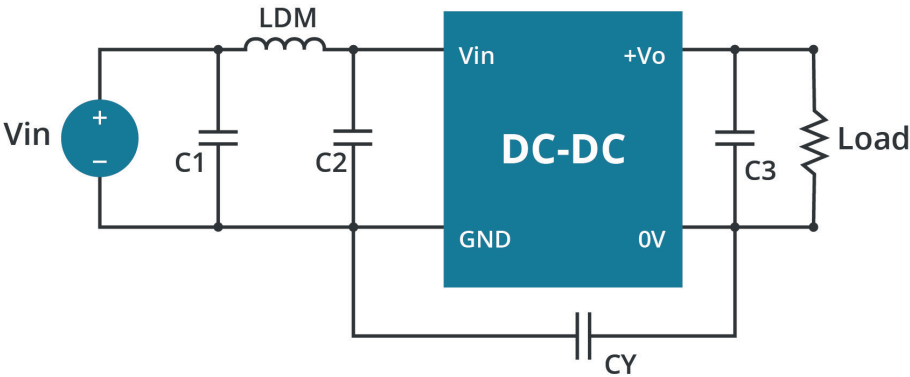 LDM
Vin
+
−
C1
C2
Vin
+Vo
DC-DC
GND
0V
C3
Load
CY